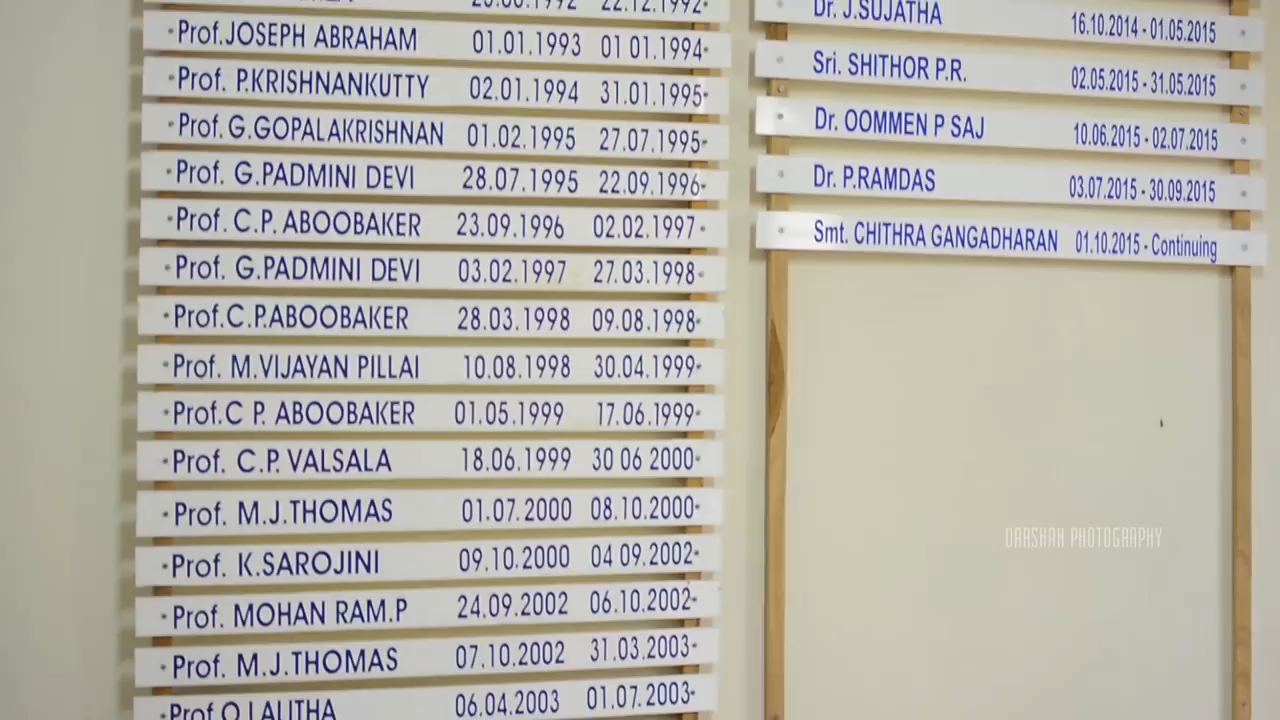 22.12.1992
Prof.JOSEPH ABRAHAM 01.01.1993 01 01.1994
Prof. P.KRISHNANKUTTY 02.01.1994 31.01.1995
Prof. G.GOPALAKRISHNAN 01.02.1995 27.07.1995
Prof. G.PADMINI DEVI 28.07.1995 22.09.1996
Prof. C.P. ABOOBAKER 23.09.1996 02.02.1997
Prof. G.PADMINI DEVI 03.02.1997 27.03.1998
Prof.C.P.ABOOBAKER 28.03.1998 09.08.1998
Prof. M.VIJAYAN PILLAI 10.08.1998 30.04.1999
Prof.C P. ABOOBAKER 01.05.1999 17.06.1999
Prof. C.P. VALSALA 18.06.1999 30 06 2000
Prof. M.J.THOMAS 01.07.2000 08.10.2000
Prof. K.SAROJINI 09.10.2000 04 09.2002
Prof. MOHAN RAM.P 24.09.2002 06.10.2002
Prof. M.J.THOMAS 07.10.2002 31.03.2003
Prof.O.LALITHA 06.04.2003 01.07.2003
Dr. J.SUJATHA 16.10.2014 - 01.05.2015
Sri. SHITHOR P.R. 02.05.2015 - 31.05.2015
Dr. OOMMEN P SAJ 10.06.2015 - 02.07.2015
Dr. P.RAMDAS 03.07.2015 - 30.09.2015
Smt. CHITHRA GANGADHARAN 01.10.2015 - Continuing
DARSHAN PHOTOGRAPHY